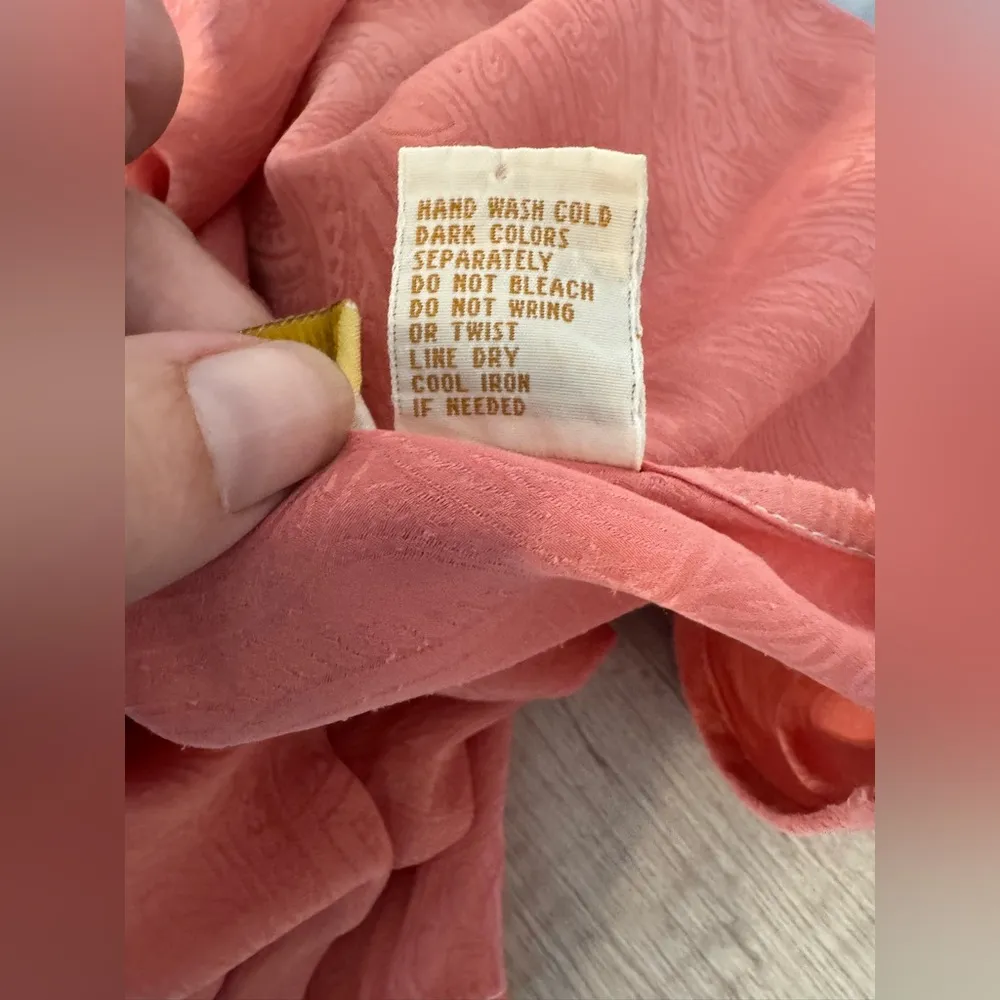 HAND WASH COLD
DARK COLORS
SEPARATELY
DO NOT BLEACH
DO NOT WRING
OR TWIST
LINE DRY
COOL IRON
IF NEEDED